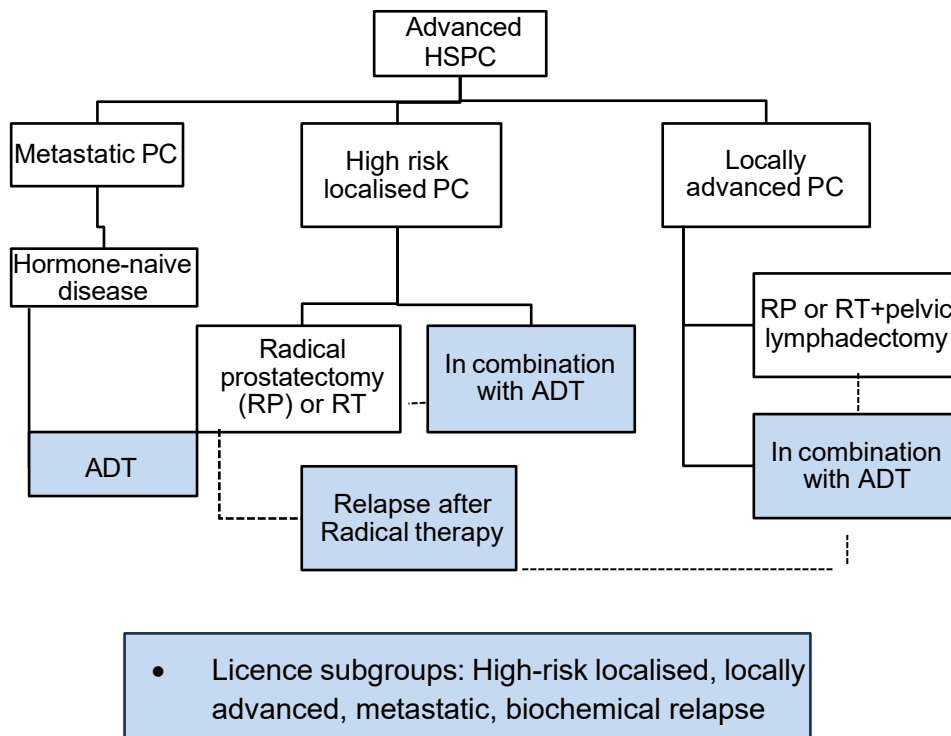 Advanced
HSPC
Metastatic PC
High risk
localised PC
Locally
advanced PC
Hormone-naive
disease
RP or RT+pelvic
lymphadectomy
Radical
prostatectomy
(RP) or RT
In combination
with ADT
ADT
In combination
with ADT
Relapse after
Radical therapy
• Licence subgroups: High-risk localised, locally
advanced, metastatic, biochemical relapse